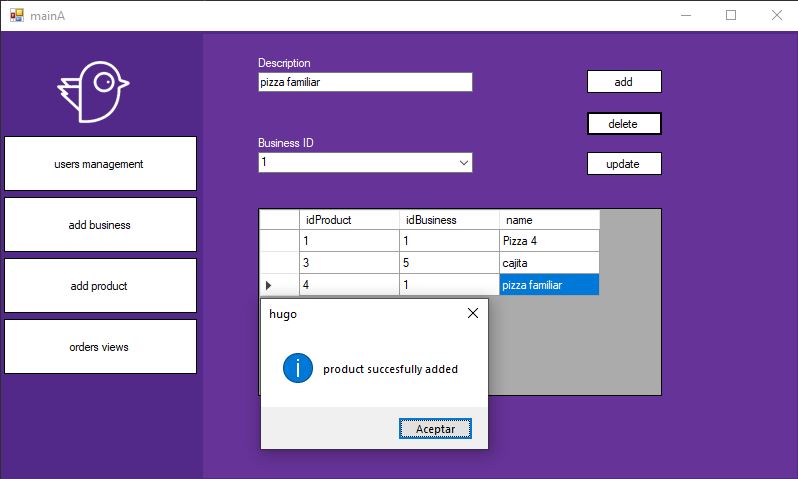 mainA
Description
pizza familiar
add
delete
Business ID
1
update
users management
add business
add product
orders views
idProduct idBusiness name
1 1 Pizza 4
3 5 cajita
4 1 pizza familiar
hugo
product succesfully added
Aceptar